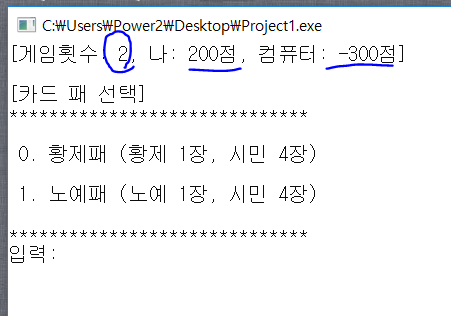 C:₩Users₩Power2₩Desktop₩Project1.exe
[게임횟수: 2, 나: 200점, 컴퓨터: -300점]
[카드 패 선택]
******************************
0. 황제패 (황제 1장, 시민 4장)
1. 노예패 (노예 1장, 시민 4장)
******************************
입력: